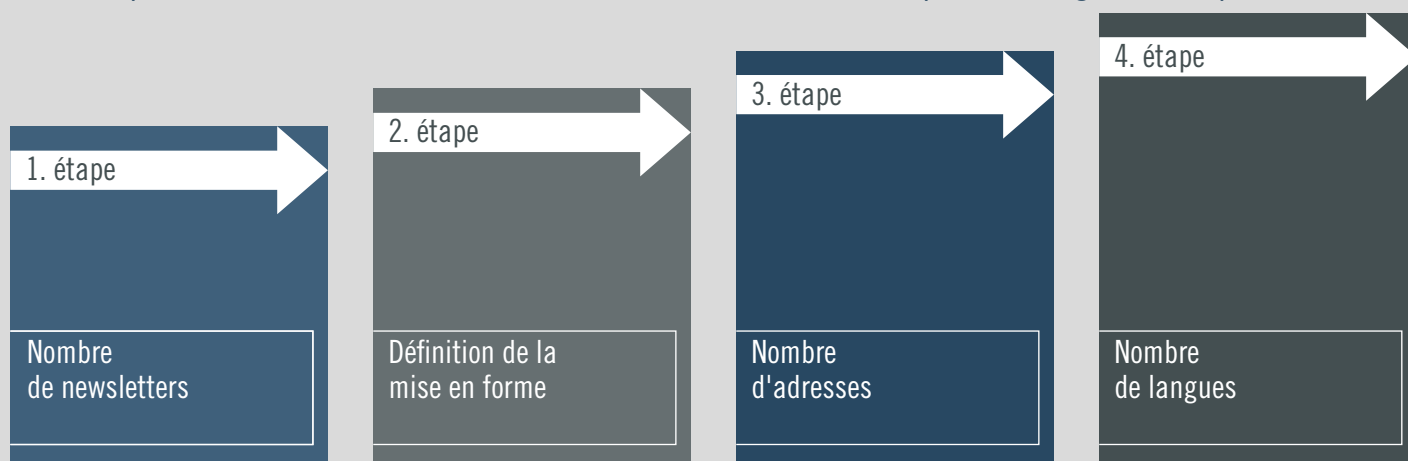 1. étape
Nombre
de newsletters
2. étape
Définition de la
mise en forme
3. étape
Nombre
d'adresses
4. étape
Nombre
de langues